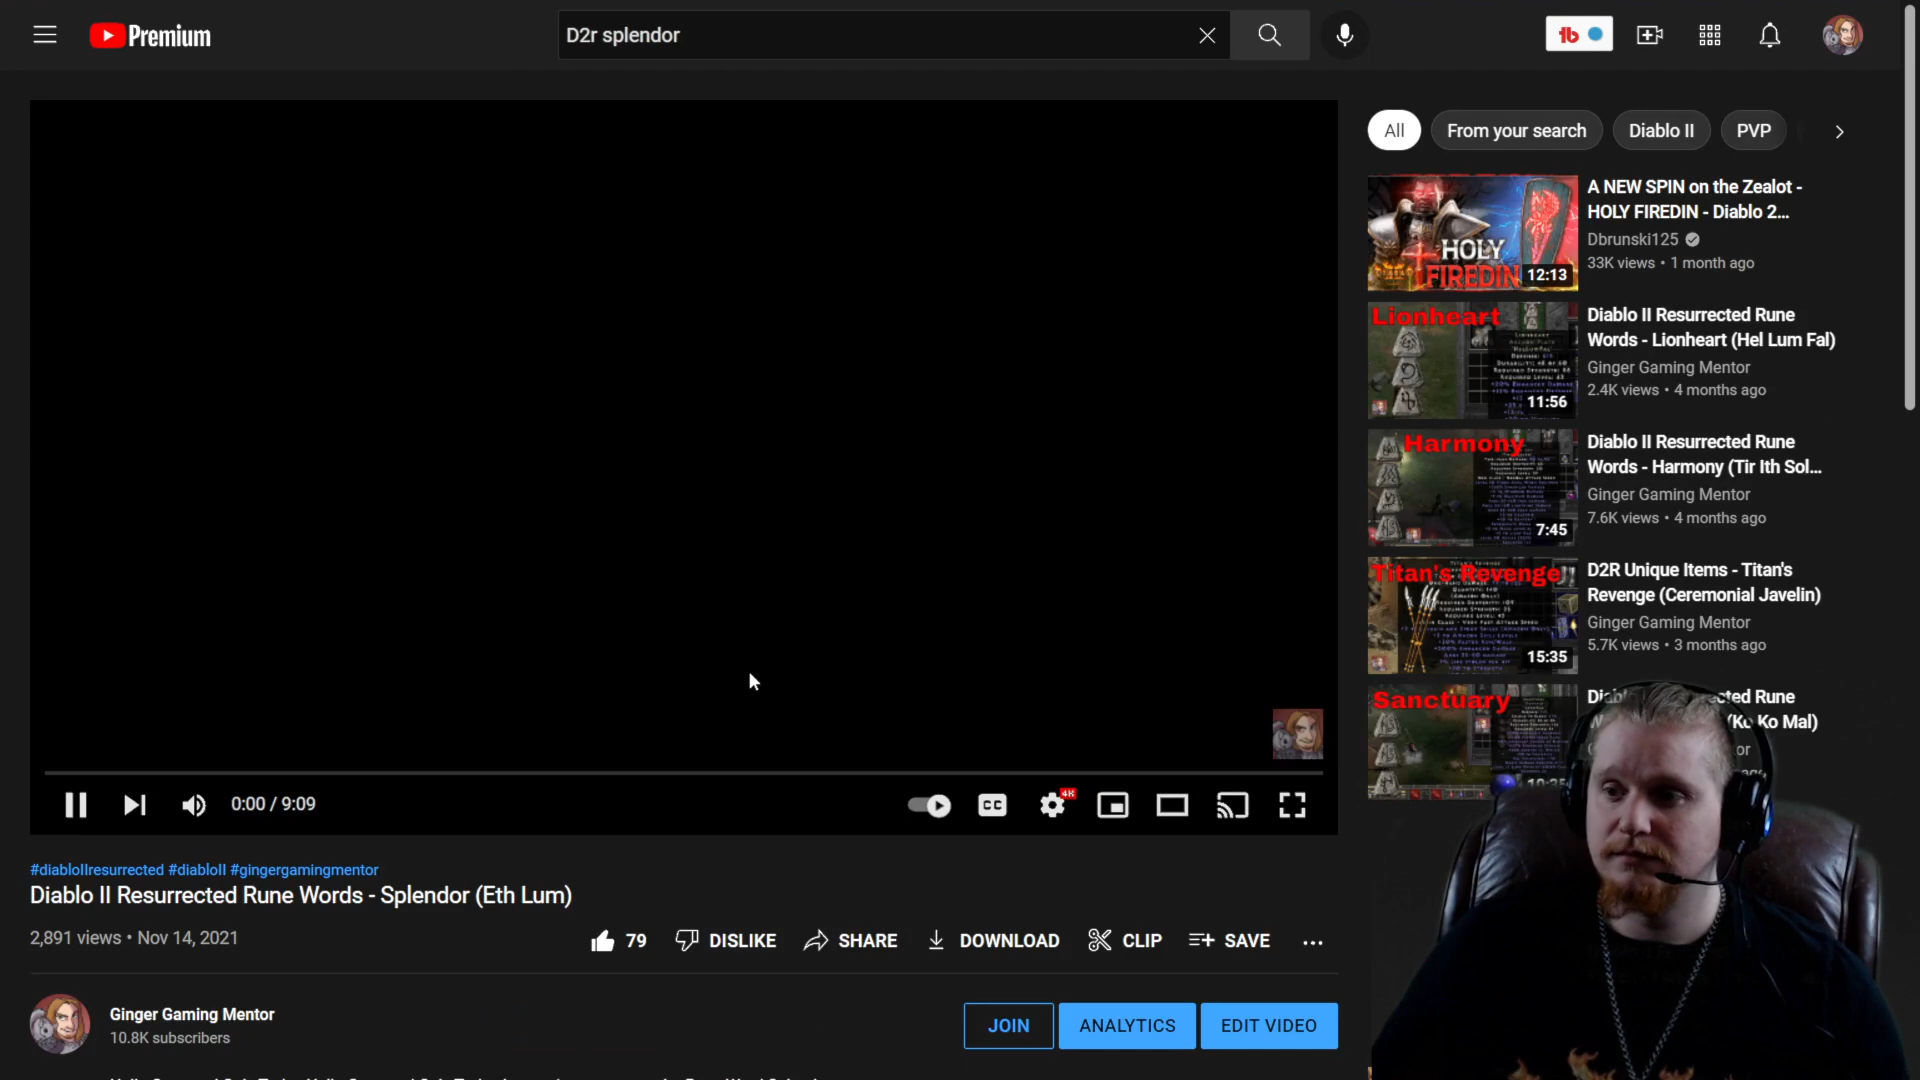 Premium
D2r splendor
All
From your search
Diablo II
PVP
HOLY
FIREDIN
12:13
A NEW SPIN on the Zealot -
HOLY FIREDIN - Diablo 2...
Dbrunski125
33K views • 1 month ago
Lionheart
11:56
Diablo II Resurrected Rune
Words - Lionheart (Hel Lum Fal)
Ginger Gaming Mentor
2.4K views • 4 months ago
Harmony
7:45
Diablo II Resurrected Rune
Words - Harmony (Tir Ith Sol...
Ginger Gaming Mentor
7.6K views • 4 months ago
Titan's Revenge
15:35
D2R Unique Items - Titan's
Revenge (Ceremonial Javelin)
Ginger Gaming Mentor
5.7K views • 3 months ago
Sanctuary
Rune
(Ko Ko Mal)
0:00 / 9:09
CC
4K
#diabloIIresurrected #diabloII #gingergamingmentor
Diablo II Resurrected Rune Words - Splendor (Eth Lum)
2,891 views • Nov 14, 2021
79
DISLIKE
SHARE
DOWNLOAD
CLIP
SAVE
Ginger Gaming Mentor
10.8K subscribers
JOIN
ANALYTICS
EDIT VIDEO